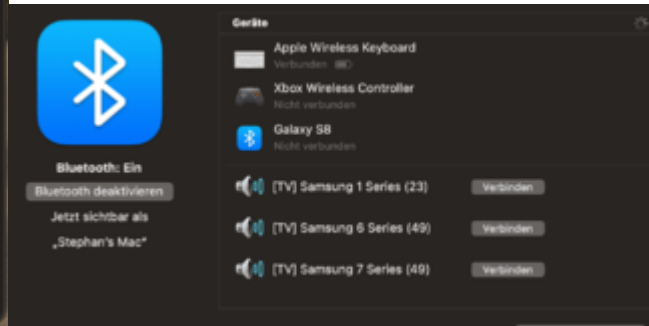 Geräte
Apple Wireless Keyboard
Verbunden
Xbox Wireless Controller
Nicht verbunden
Galaxy S8
Nicht verbunden
Bluetooth: Ein
Bluetooth deaktivieren
Jetzt sichtbar als
„Stephan's Mac“
[TV] Samsung 1 Series (23) Verbinden
[TV] Samsung 6 Series (49) Verbinden
[TV] Samsung 7 Series (49) Verbinden